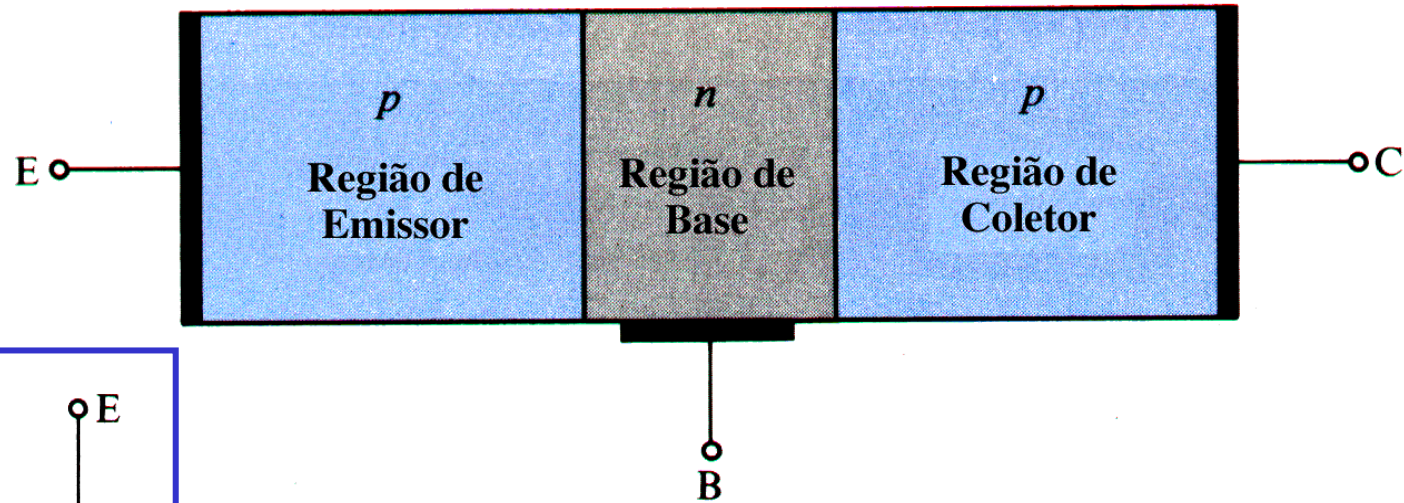 p
Região de
Emissor
n
Região de
Base
p
Região de
Coletor
E
C
B
E